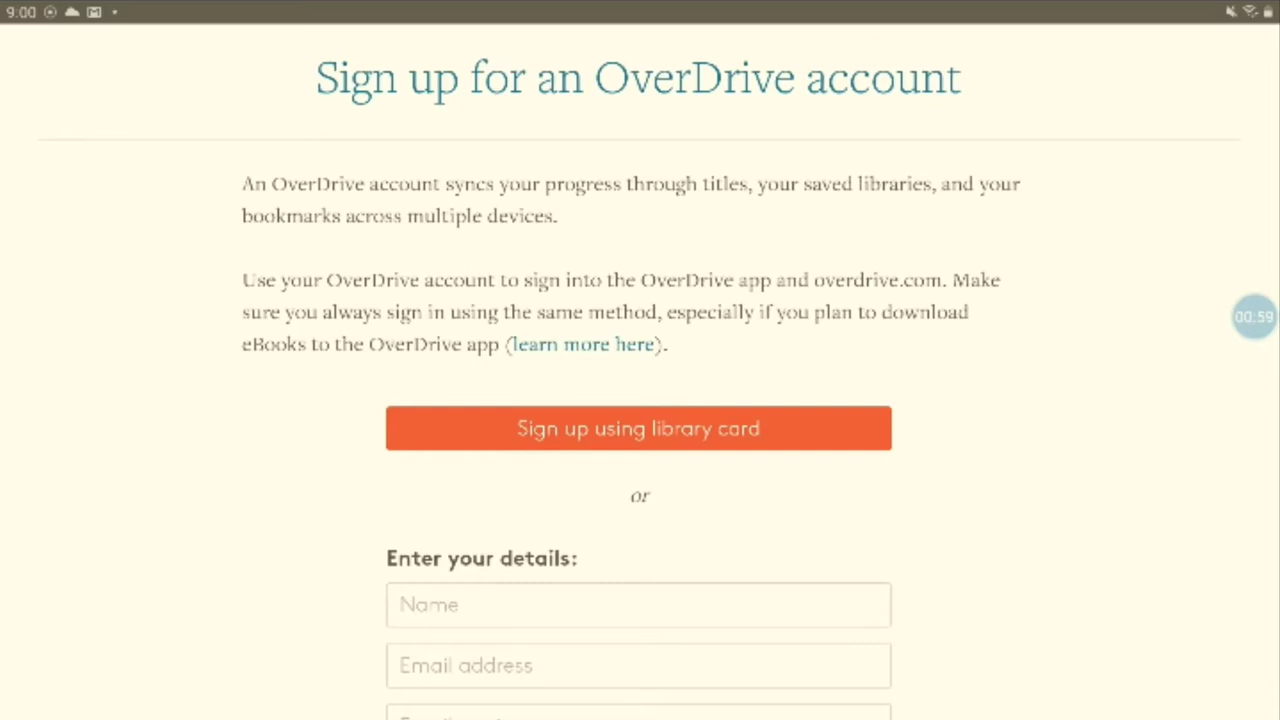 9:00
Sign up for an OverDrive account
An OverDrive account syncs your progress through titles, your saved libraries, and your
bookmarks across multiple devices.
Use your OverDrive account to sign into the OverDrive app and overdrive.com. Make
sure you always sign in using the same method, especially if you plan to download
eBooks to the OverDrive app (learn more here).
00:59
Sign up using library card
or
Enter your details:
Name
Email address